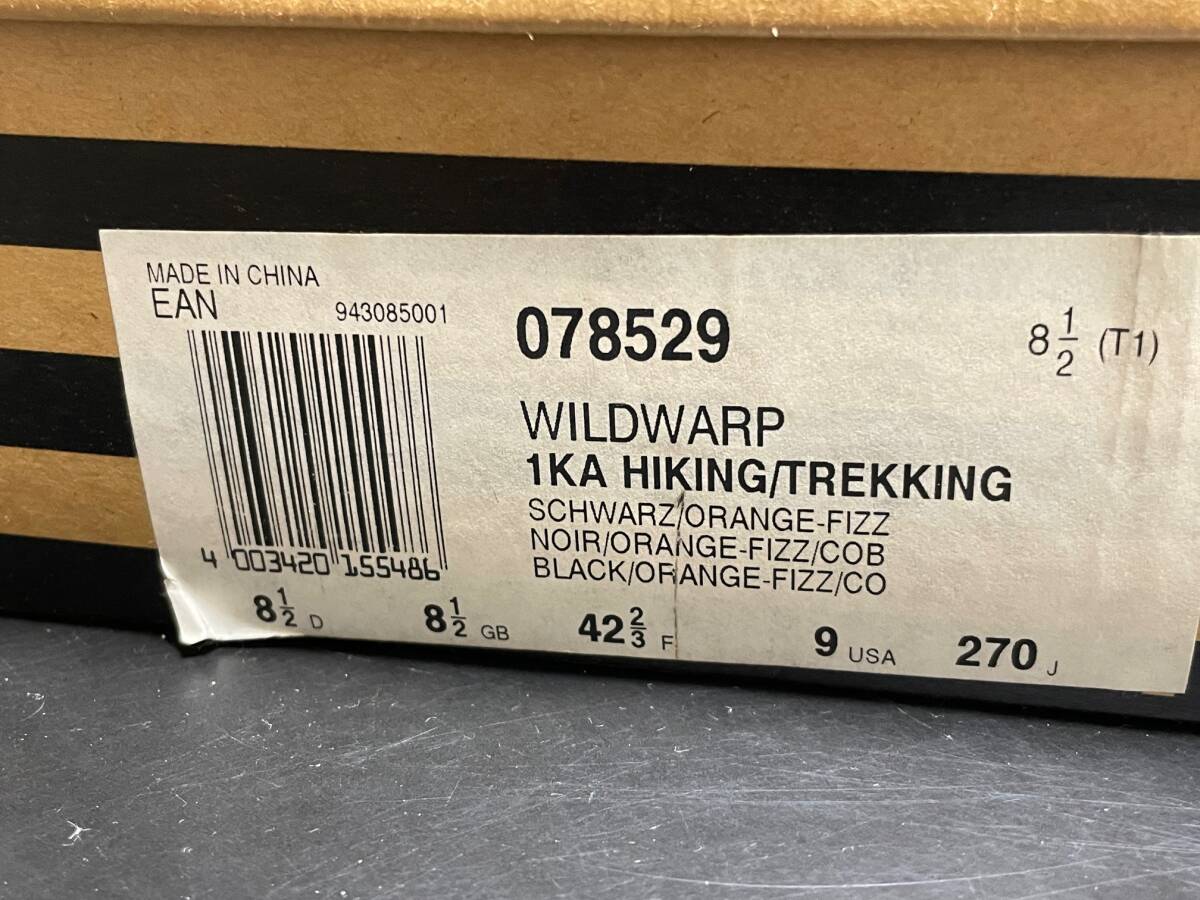 MADE IN CHINA
EAN 943085001
4 003420 155486
078529
8 1/2 (T1)
WILDWARP
1KA HIKING/TREKKING
SCHWARZ/ORANGE-FIZZ
NOIR/ORANGE-FIZZ/COB
BLACK/ORANGE-FIZZ/CO
8 1/2 D 8 1/2 GB 42 2/3 F 9 USA 270 J